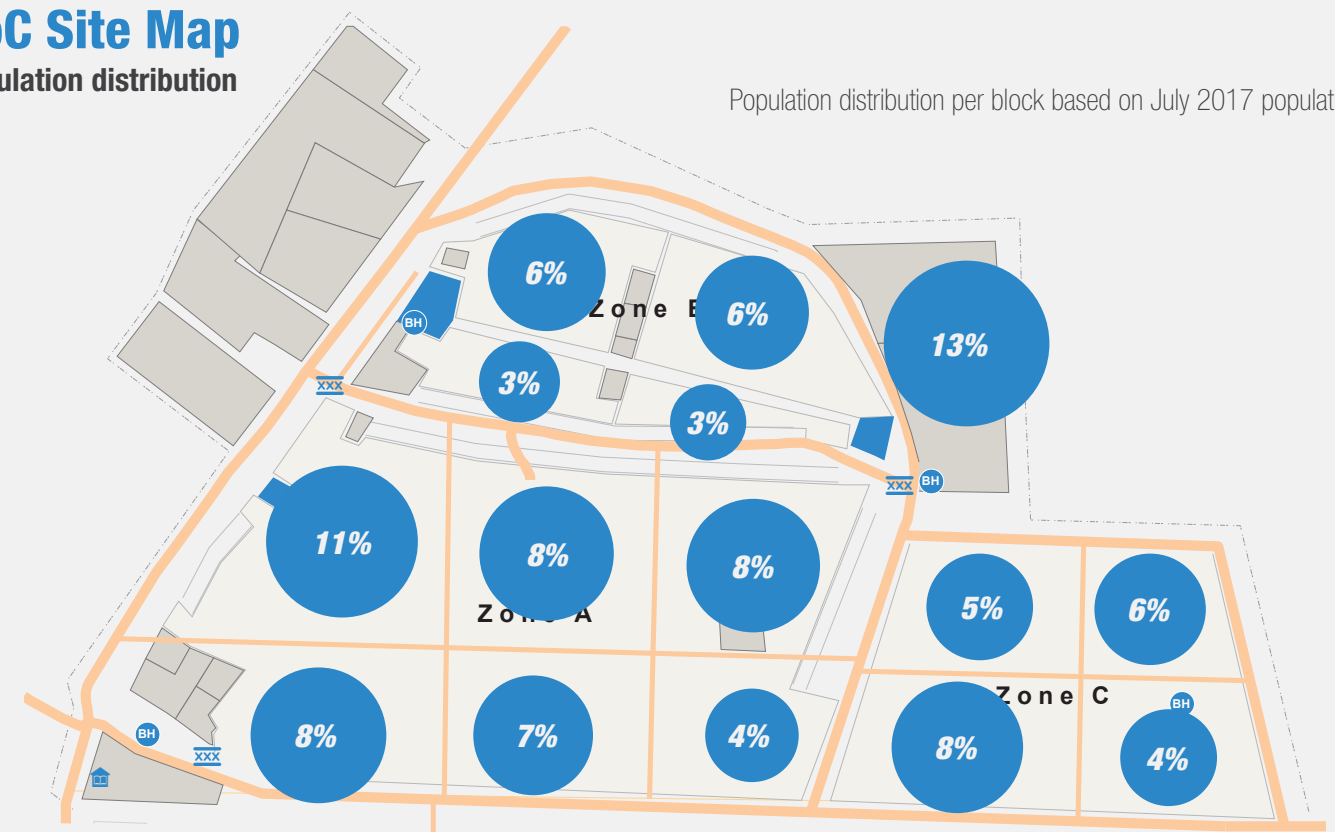 oC Site Map
ulation distribution
Population distribution per block based on July 2017 populat
6%
Zone B
6%
13%
BH
3%
XXX
3%
XXX
BH
11%
8%
8%
Zone A
5%
6%
8%
7%
4%
Zone C
8%
BH
4%
BH
XXX